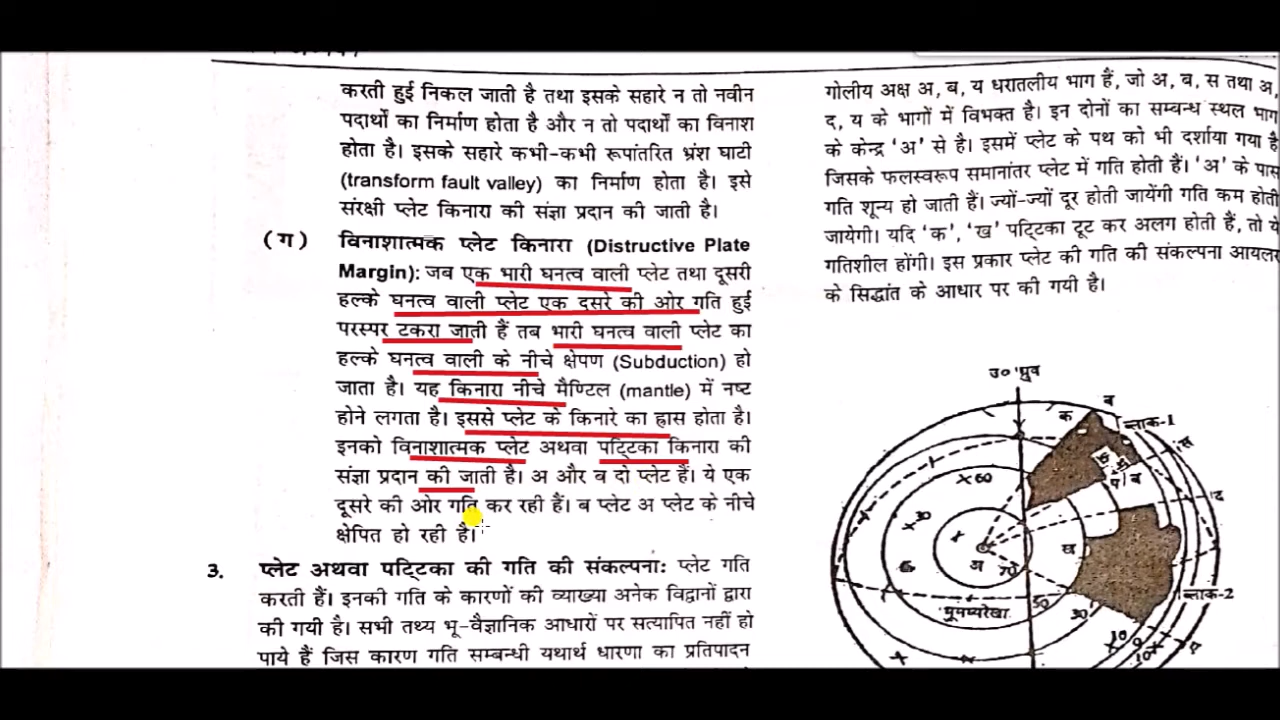 करती हुई निकल जाती है तथा इसके सहारे न तो नवीन
पदार्थों का निर्माण होता है और न तो पदार्थों का विनाश
होता है। इसके सहारे कभी-कभी रूपांतरित भ्रंश घाटी
(transform fault valley) का निर्माण होता है। इसे
संरक्षी प्लेट किनारा की संज्ञा प्रदान की जाती है।
(ग) विनाशात्मक प्लेट किनारा (Distructive Plate
Margin): जब एक भारी घनत्व वाली प्लेट तथा दूसरी
हल्के घनत्व वाली प्लेट एक दूसरे की ओर गति हुई
परस्पर टकरा जाती हैं तब भारी घनत्व वाली प्लेट का
हल्के घनत्व वाली के नीचे क्षेपण (Subduction) हो
जाता है। यह किनारा नीचे मैण्टिल (mantle) में नष्ट
होने लगता है। इससे प्लेट के किनारे का ह्रास होता है।
इनको विनाशात्मक प्लेट अथवा पट्टिका किनारा की
संज्ञा प्रदान की जाती है। अ और ब दो प्लेट हैं। ये एक
दूसरे की ओर गति कर रही हैं। ब प्लेट अ प्लेट के नीचे
क्षेपित हो रही है।
3. प्लेट अथवा पट्टिका की गति की संकल्पना: प्लेट गति
करती हैं। इनकी गति के कारणों की व्याख्या अनेक विद्वानों द्वारा
की गयी है। सभी तथ्य भू-वैज्ञानिक आधारों पर सत्यापित नहीं हो
पाये हैं जिस कारण गति सम्बन्धी यथार्थ धारणा का प्रतिपादन
गोलीय अक्ष अ, ब, य धरातलीय भाग हैं, जो अ, ब, स तथा अ,
द, य के भागों में विभक्त है। इन दोनों का सम्बन्ध स्थल भाग
के केन्द्र 'अ' से है। इसमें प्लेट के पथ को भी दर्शाया गया है
जिसके फलस्वरूप समानांतर प्लेट में गति होती हैं। 'अ' के पास
गति शून्य हो जाती हैं। ज्यों-ज्यों दूर होती जायेंगी गति कम होती
जायेगी। यदि 'क', 'ख' पट्टिका टूट कर अलग होती हैं, तो ये
गतिशील होंगी। इस प्रकार प्लेट की गति की संकल्पना आयलर
के सिद्धांत के आधार पर की गयी है।
उ० ध्रुव
ब
क
ब्लाक-1
स
60
30
द
अ
70
ख
ब्लाक-2
भूमध्यरेखा
50
30
10
0
10